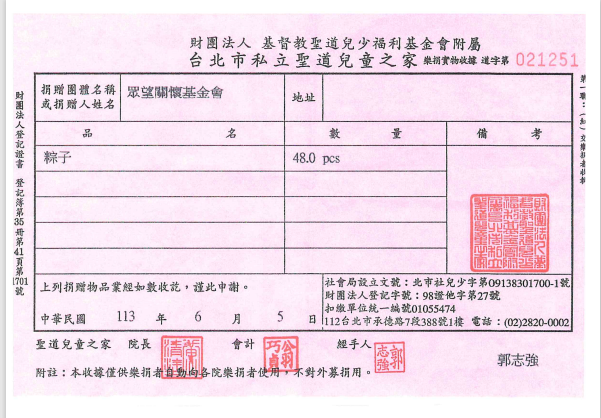 財團法人 基督教聖道兒少福利基金會附屬
台北市私立聖道兒童之家 樂捐實物收據 道字第 021251
捐贈團體名稱
或捐贈人姓名
眾望關懷基金會
地址
品 名 數 量 備 考
粽子 48.0 pcs
上列捐贈物品業經如數收訖，謹此申謝。
中華民國 113 年 6 月 5 日
社會局設立文號：北市社兒少字第09138301700-1號
財團法人登記字號：98證他字第27號
扣繳單位統一編號01055474
112台北市承德路7段388號1樓 電話：(02)2820-0002
聖道兒童之家 院長 會計 經手人 郭志強
郭志強
附註：本收據僅供樂捐者自動向各院樂捐者使用，不對外募捐用。
財團法人登記證書 登記簿第35冊第41頁第1701號